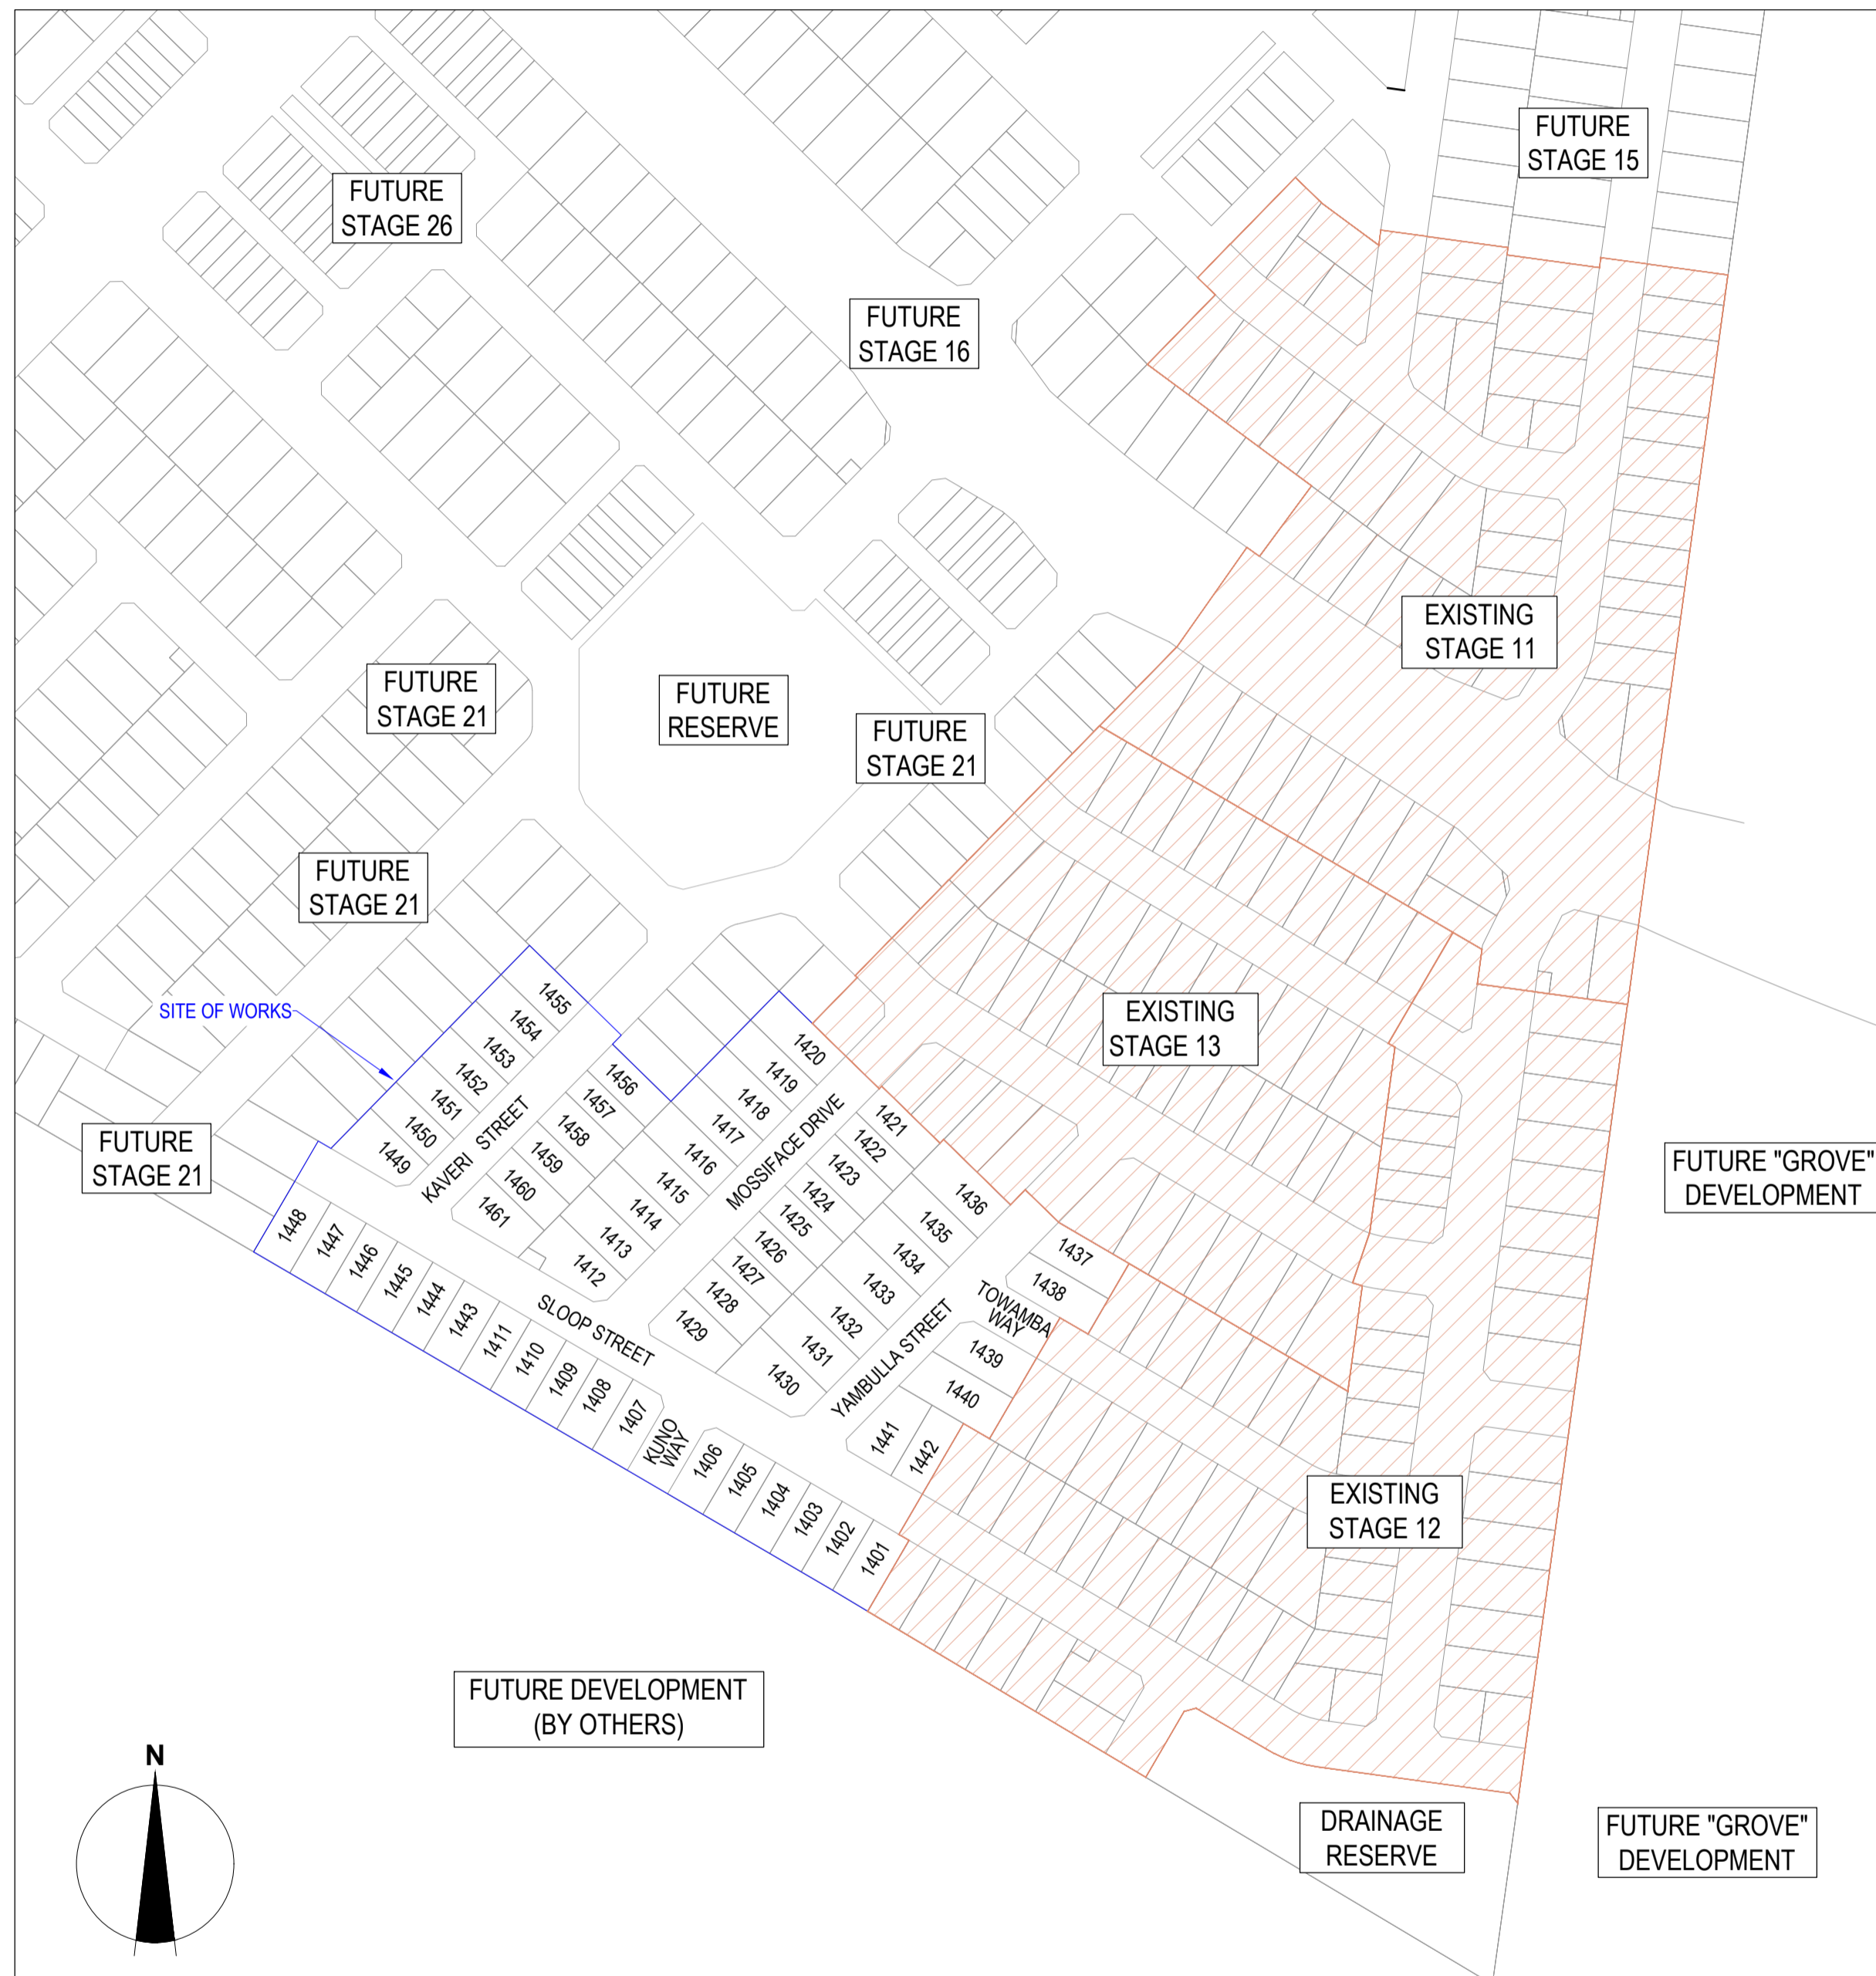 FUTURE
STAGE 15
FUTURE
STAGE 26
FUTURE
STAGE 16
EXISTING
STAGE 11
FUTURE
STAGE 21
FUTURE
RESERVE
FUTURE
STAGE 21
FUTURE
STAGE 21
SITE OF WORKS
EXISTING
STAGE 13
FUTURE
STAGE 21
FUTURE "GROVE"
DEVELOPMENT
1455
1454
1453
1452
1451
1450
1449
KAVERI STREET
1456
1457
1458
1459
1460
1461
1420
1419
1418
1417
1416
1415
1414
1413
1412
MOSSIFACE DRIVE
1421
1422
1423
1424
1425
1426
1427
1428
1429
1436
1435
1434
1433
1432
1431
1430
YAMBULLA STREET
1437
1438
TOWAMBA
WAY
1439
1440
1441
1442
1448
1447
1446
1445
1444
1443
1411
1410
1409
1408
1407
SLOOP STREET
KUNO
WAY
1406
1405
1404
1403
1402
1401
EXISTING
STAGE 12
FUTURE DEVELOPMENT
(BY OTHERS)
N
DRAINAGE
RESERVE
FUTURE "GROVE"
DEVELOPMENT